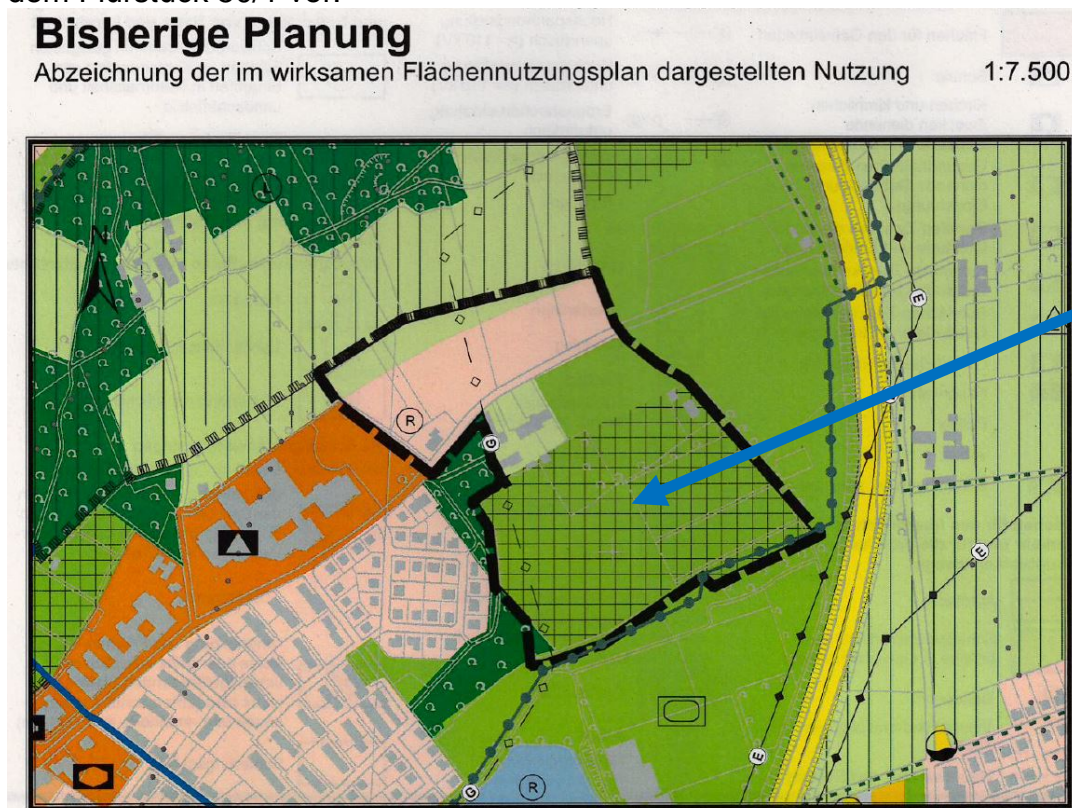 Bisherige Planung
Abzeichnung der im wirksamen Flächennutzungsplan dargestellten Nutzung 1:7.500
L
E
R
G
E
E
E
G
R